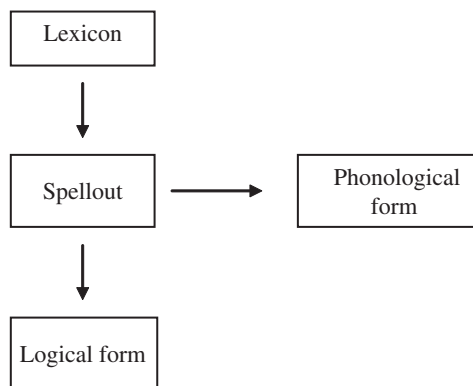 Lexicon
Spellout
Phonological
form
Logical form